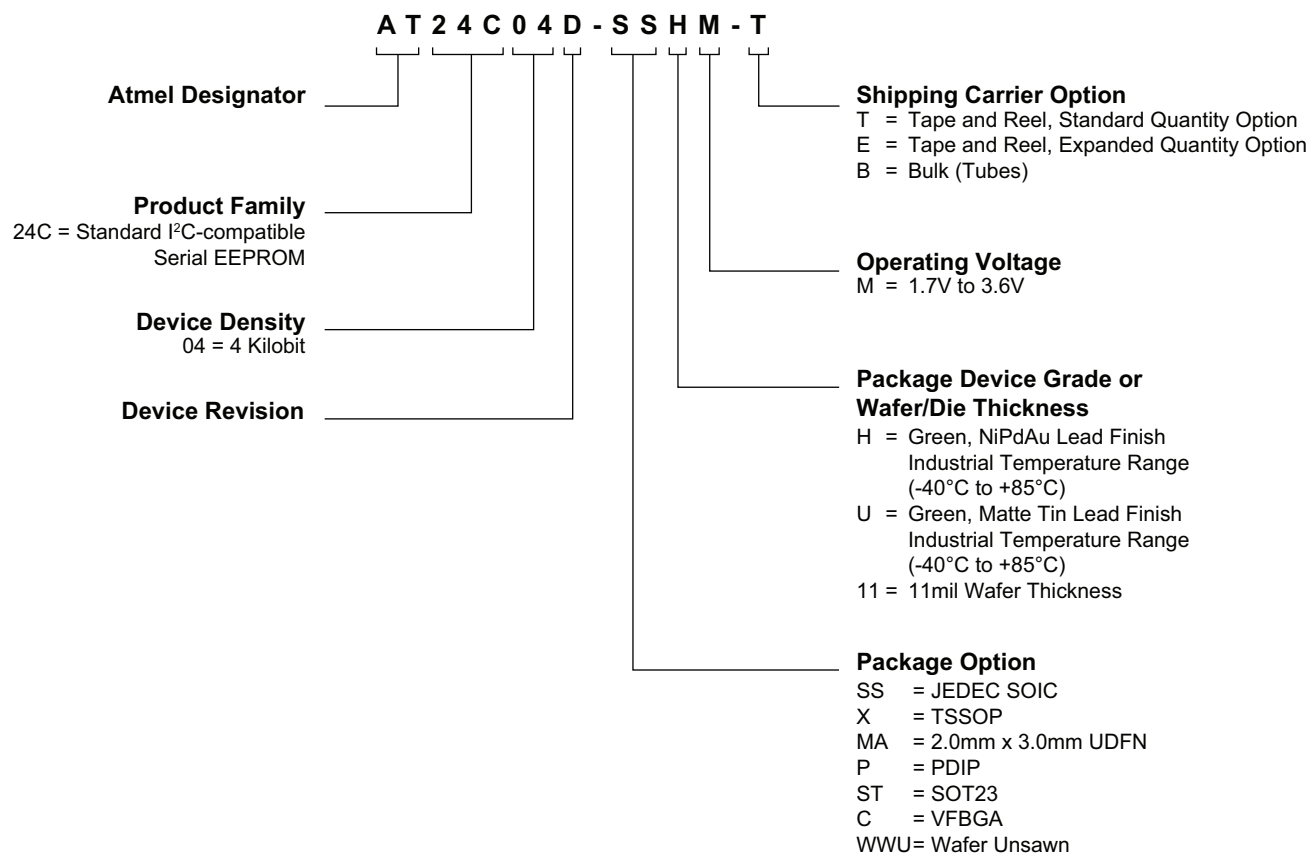 AT24C04D-SSHM-T
Atmel Designator
Product Family
24C = Standard I²C-compatible
Serial EEPROM
Device Density
04 = 4 Kilobit
Device Revision
Shipping Carrier Option
T = Tape and Reel, Standard Quantity Option
E = Tape and Reel, Expanded Quantity Option
B = Bulk (Tubes)
Operating Voltage
M = 1.7V to 3.6V
Package Device Grade or
Wafer/Die Thickness
H = Green, NiPdAu Lead Finish
Industrial Temperature Range
(-40°C to +85°C)
U = Green, Matte Tin Lead Finish
Industrial Temperature Range
(-40°C to +85°C)
11 = 11mil Wafer Thickness
Package Option
SS = JEDEC SOIC
X = TSSOP
MA = 2.0mm x 3.0mm UDFN
P = PDIP
ST = SOT23
C = VFBGA
WWU= Wafer Unsawn